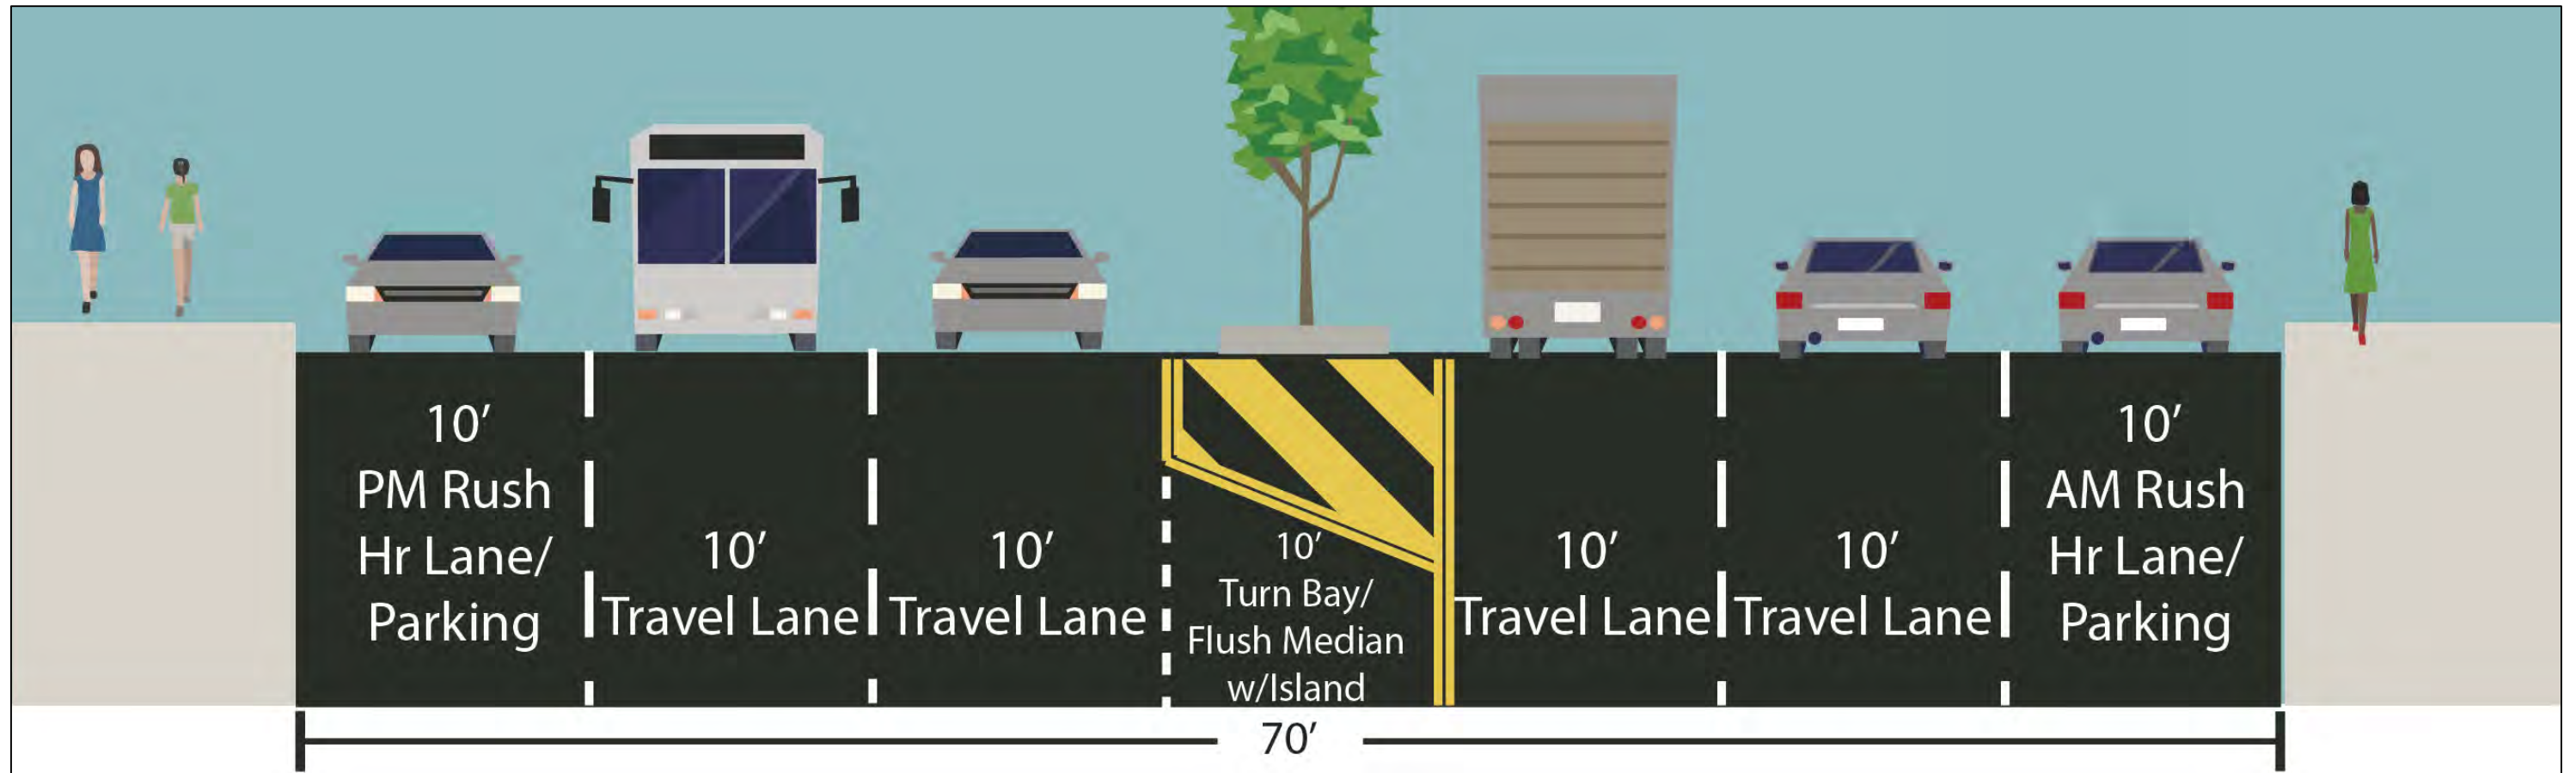 10’
PM Rush
Hr Lane/
Parking
10’
Travel Lane
10’
Travel Lane
10’
Turn Bay/
Flush Median
w/Island
10’
Travel Lane
10’
Travel Lane
10’
AM Rush
Hr Lane/
Parking
70’